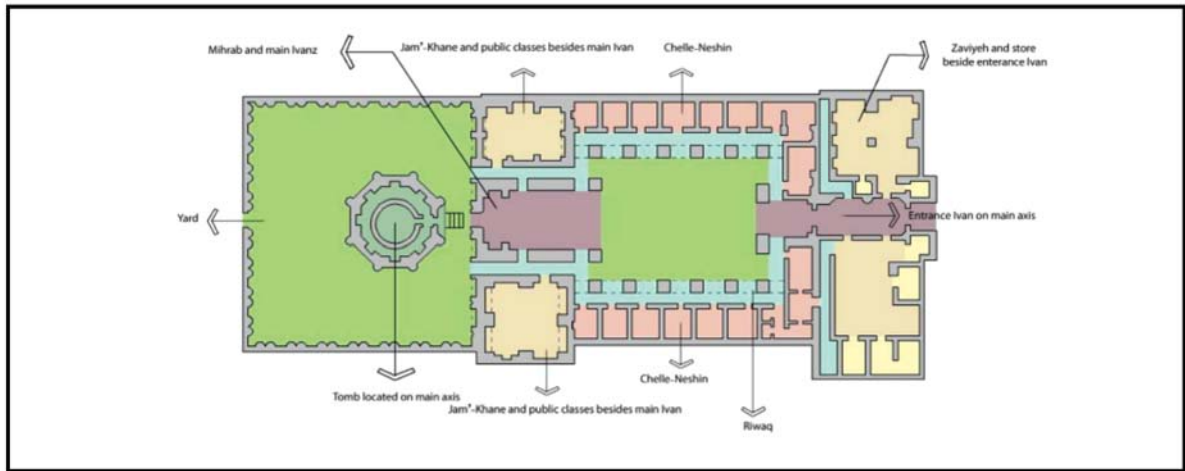 Mihrab and main Ivanz
Jam"-Khane and public classes besides main Ivan
Chelle-Neshin
Zaviyeh and store
beside enterance Ivan
Yard
Entrance Ivan on main axis
Tomb located on main axis
Jam"-Khane and public classes besides main Ivan
Chelle-Neshin
Riwaq